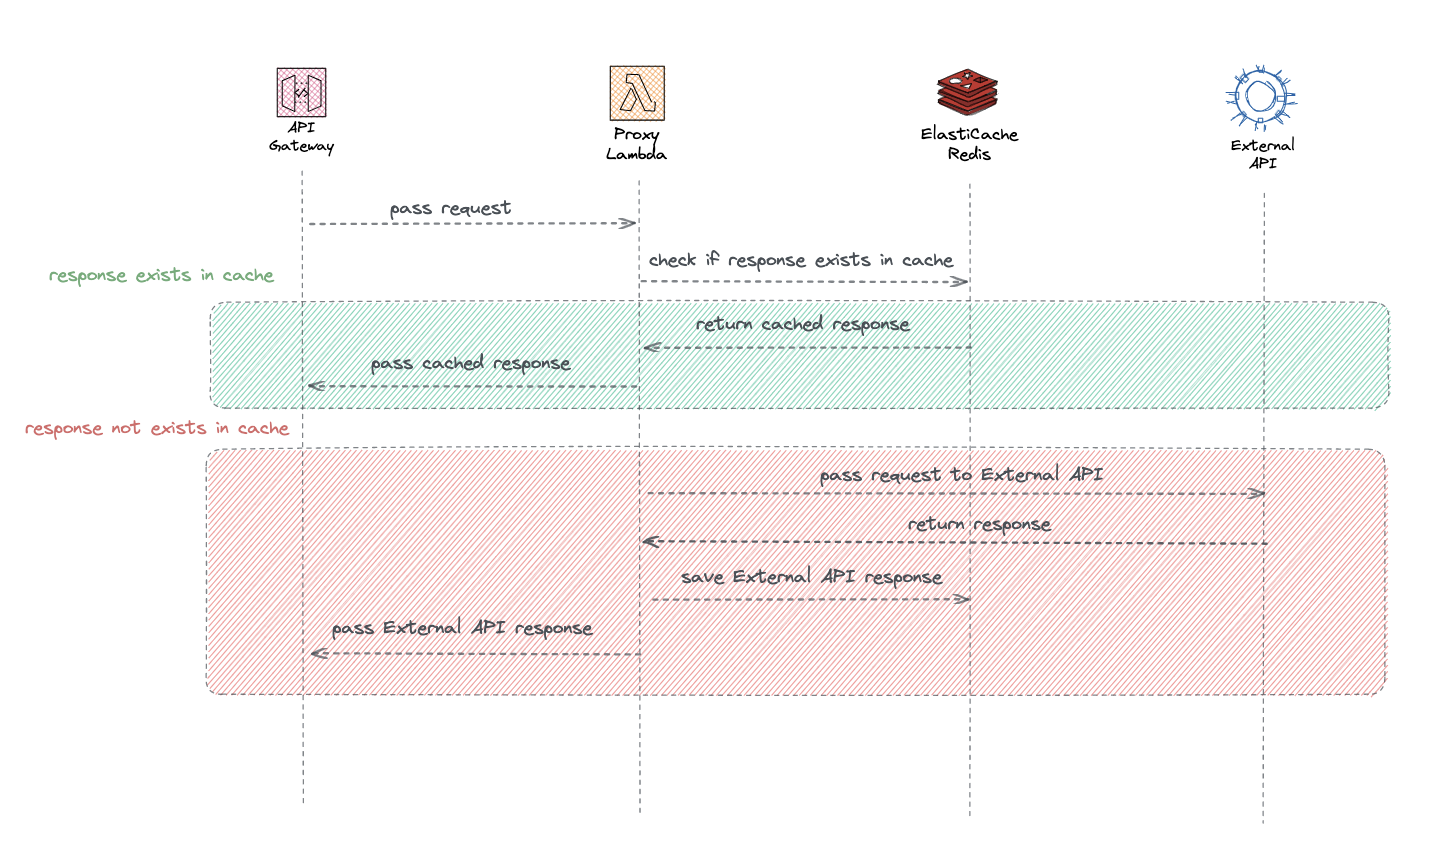 API
Gateway
Proxy
Lambda
ElastiCache
Redis
External
API
pass request
check if response exists in cache
response exists in cache
return cached response
pass cached response
response not exists in cache
pass request to External API
return response
save External API response
pass External API response